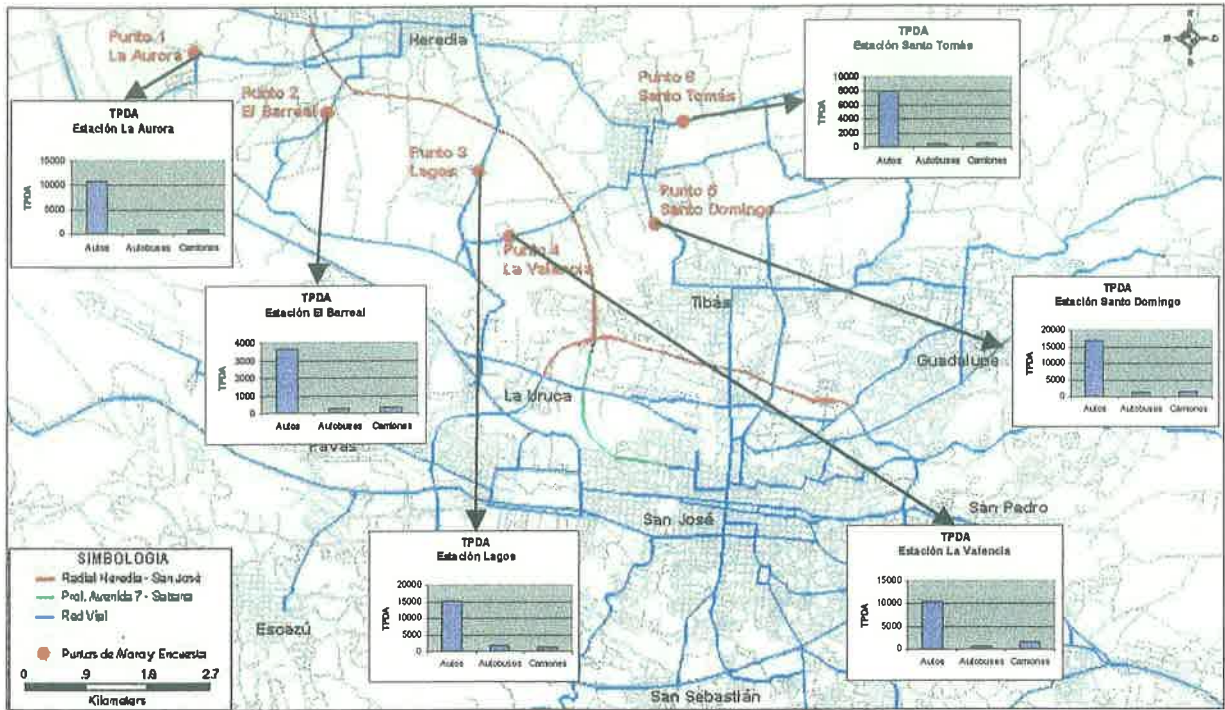 Punto 1
La Aurora
Heredia
Punto 2
El Barreal
Punto 3
Lagos
Punto 4
La Valencia
Punto 6
Santo Tomás
Punto 5
Santo Domingo
Tibás
Guadalupe
La Uruca
Pavas
San José
San Pedro
Escazú
San Sebastián
TPDA
Estación La Aurora
TPDA
15000
10000
5000
0
Autos Autobuses Camiones
TPDA
Estación El Barreal
TPDA
4000
3000
2000
1000
0
Autos Autobuses Camiones
TPDA
Estación Lagos
TPDA
20000
15000
10000
5000
0
Autos Autobuses Camiones
TPDA
Estación La Valencia
TPDA
15000
10000
5000
0
Autos Autobuses Camiones
TPDA
Estación Santo Tomás
TPDA
10000
8000
6000
4000
2000
0
Autos Autobuses Camiones
TPDA
Estación Santo Domingo
TPDA
20000
15000
10000
5000
0
Autos Autobuses Camiones
SIMBOLOGIA
Radial Heredia - San José
Prol. Avenida 7 - Sabana
Red Vial
Puntos de Aforo y Encuesta
0 .9 1.8 2.7
Kilometers